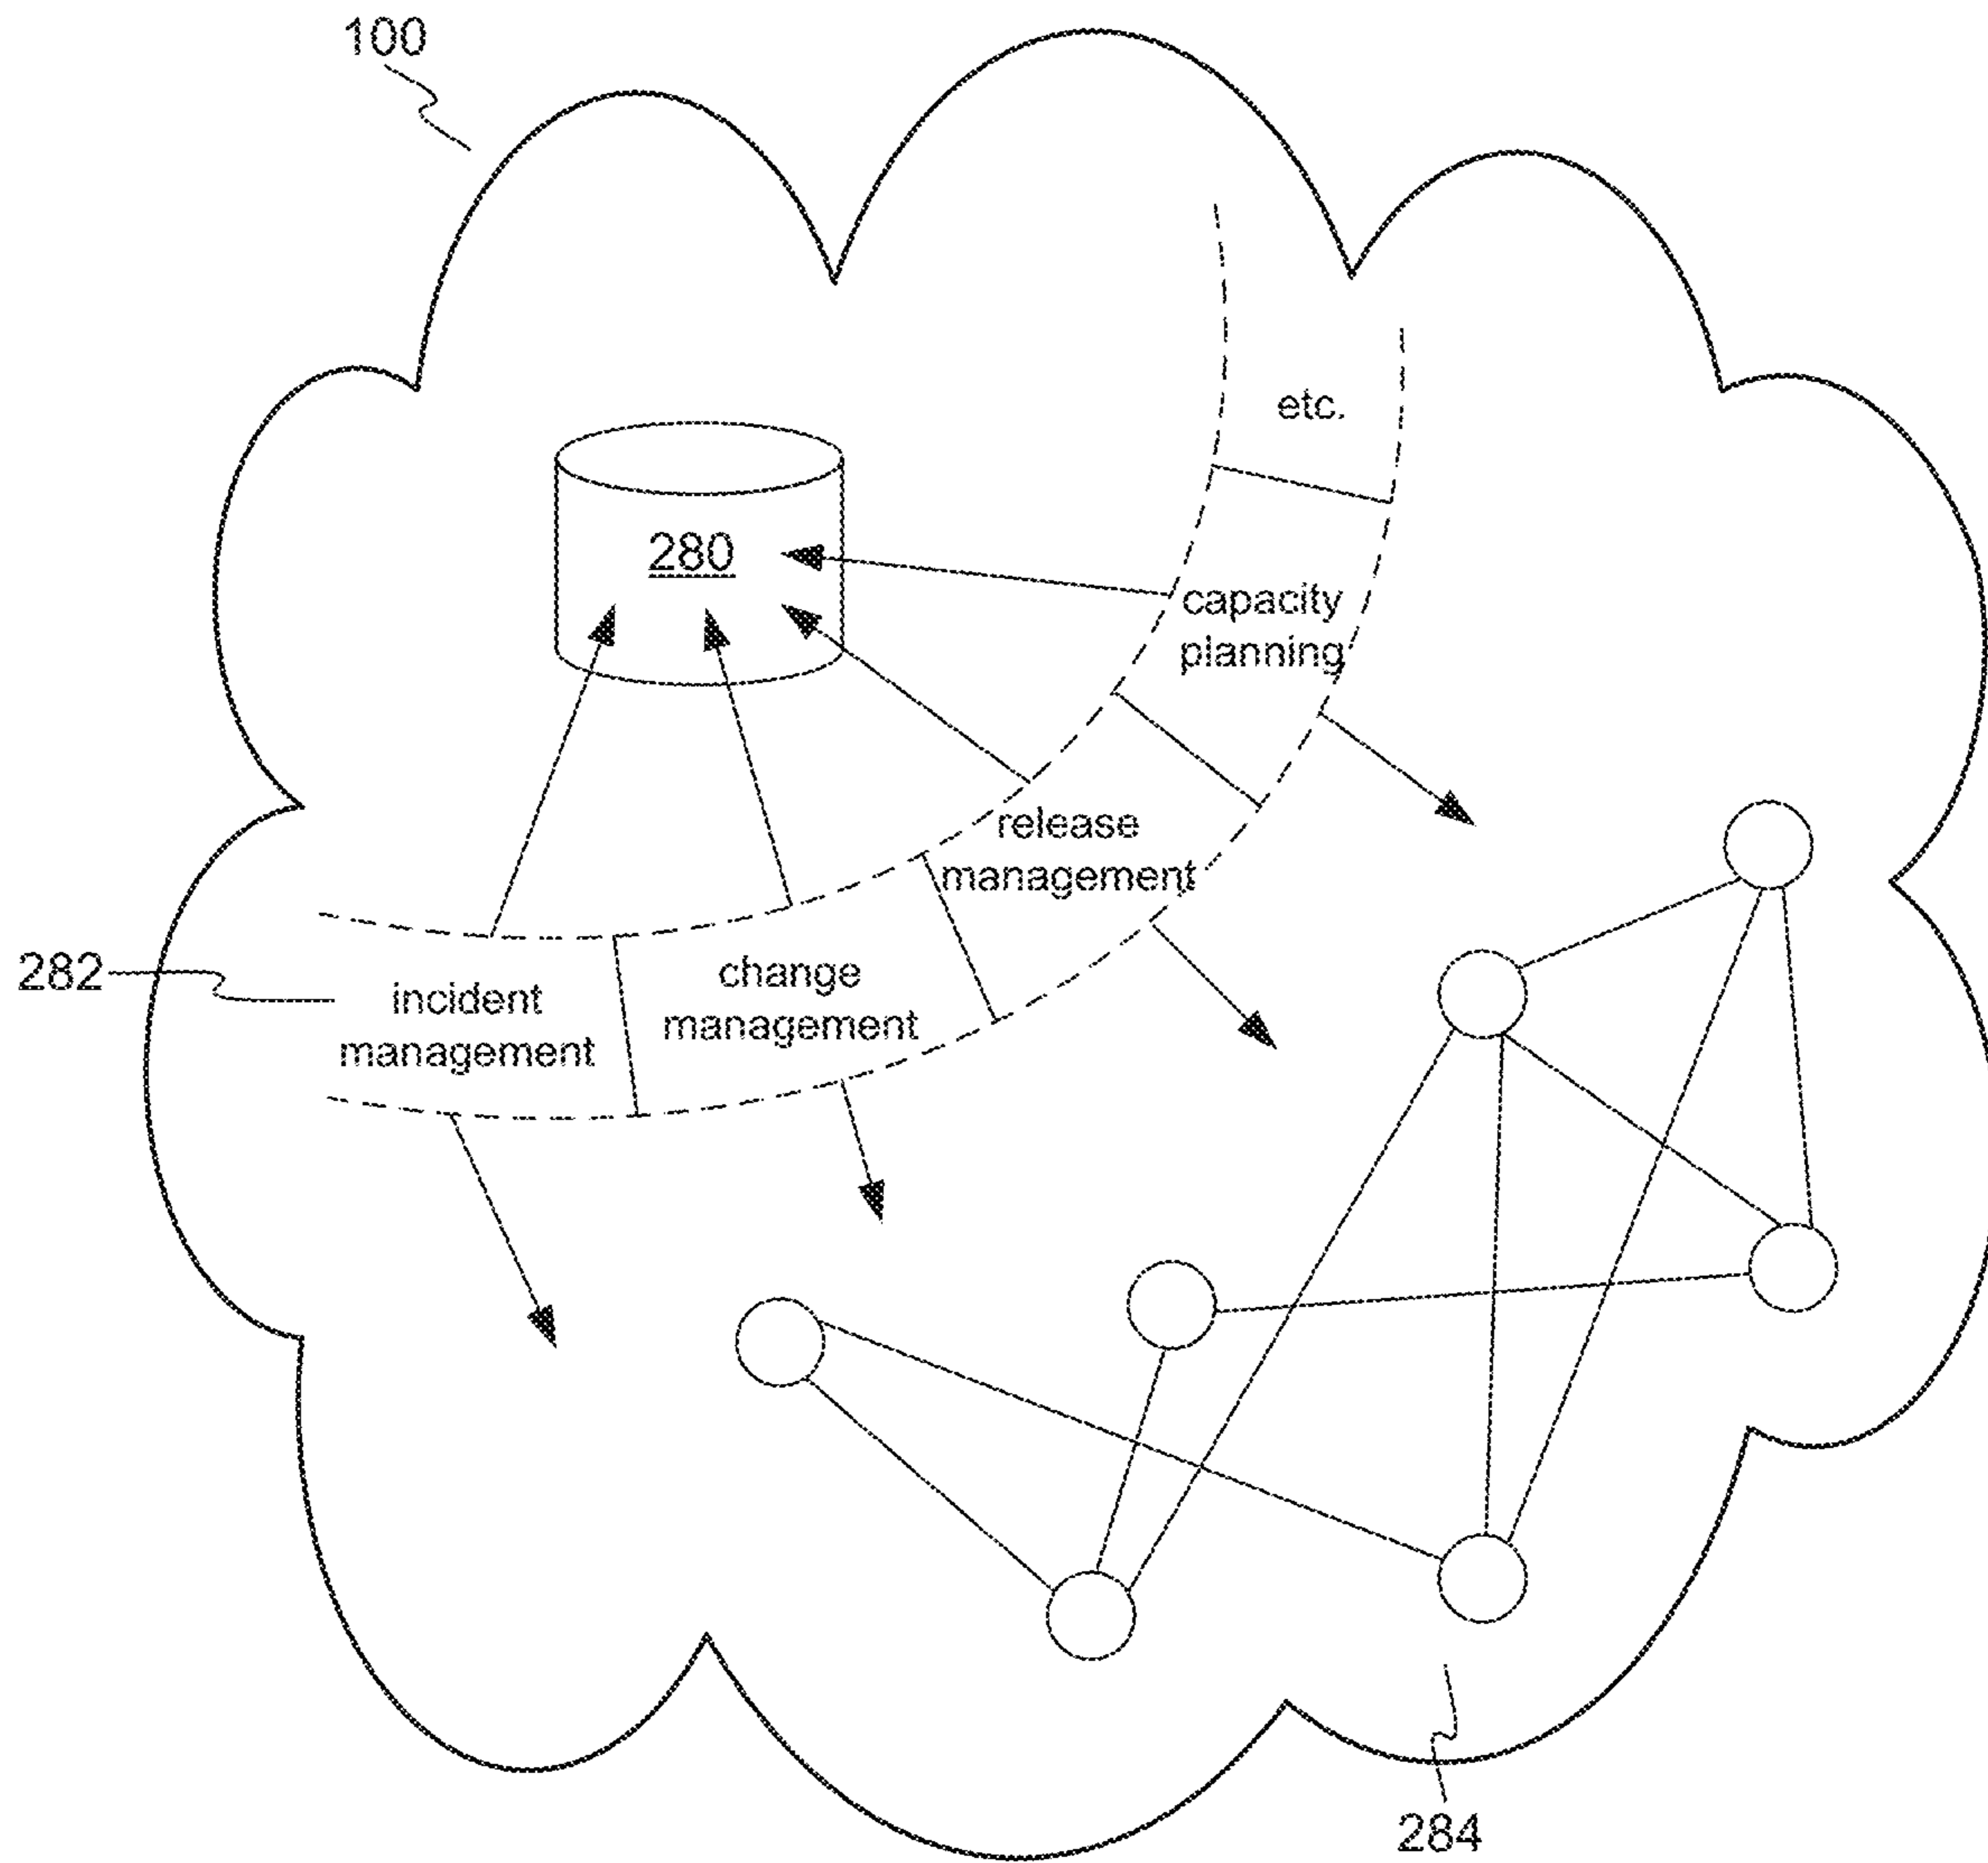 100
etc.
280
capacity
planning
release
management
282
incident
management
change
management
284